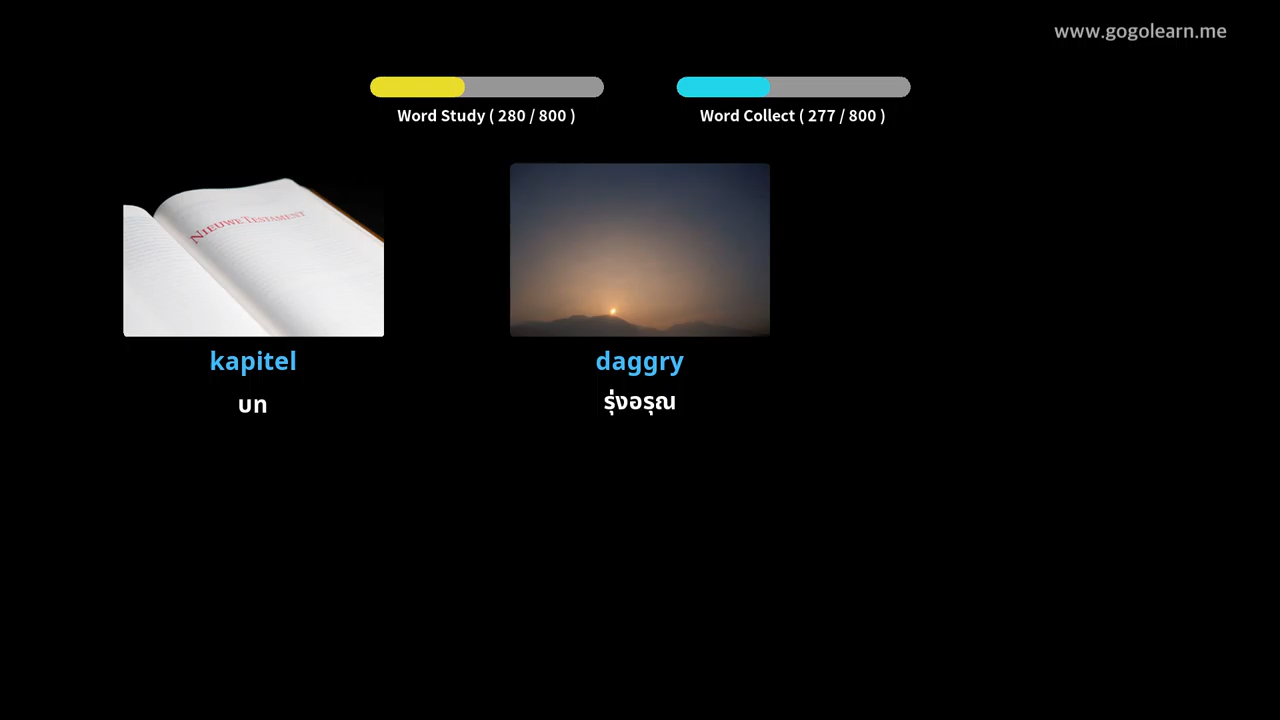 www.gogolearn.me
Word Study ( 280 / 800 )
Word Collect ( 277 / 800 )
NIEUWE TESTAMENT
kapitel
daggry
บท
รุ่งอรุณ